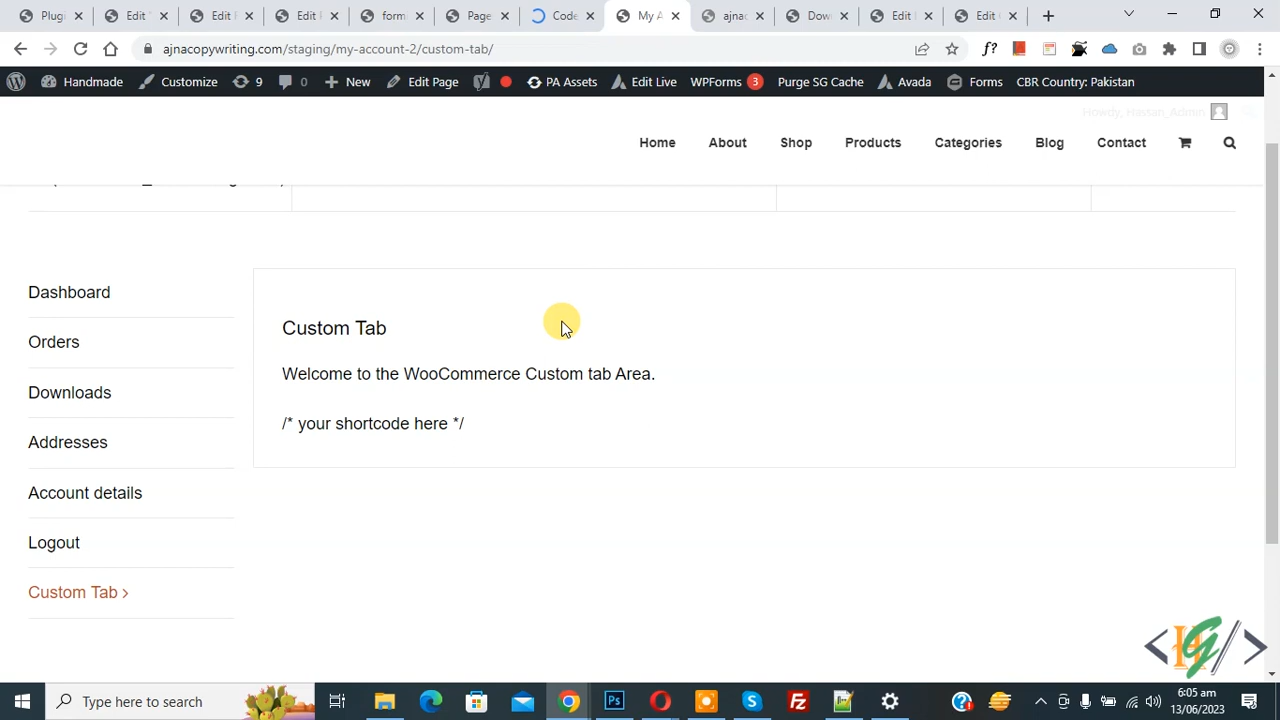 Plugi
Edit
Edit F
Edit
form
Page
Code
My A
ajnac
Dow
Edit
Edit
ajnacopywriting.com/staging/my-account-2/custom-tab/
Handmade
Customize
9
0
New
Edit Page
PA Assets
Edit Live
WPForms 3
Purge SG Cache
Avada
Forms
CBR Country: Pakistan
Howdy, Hassan_Admin
Home
About
Shop
Products
Categories
Blog
Contact
Dashboard
Orders
Downloads
Addresses
Account details
Logout
Custom Tab >
Custom Tab
Welcome to the WooCommerce Custom tab Area.
/* your shortcode here */
Type here to search
6:05 am
13/06/2023